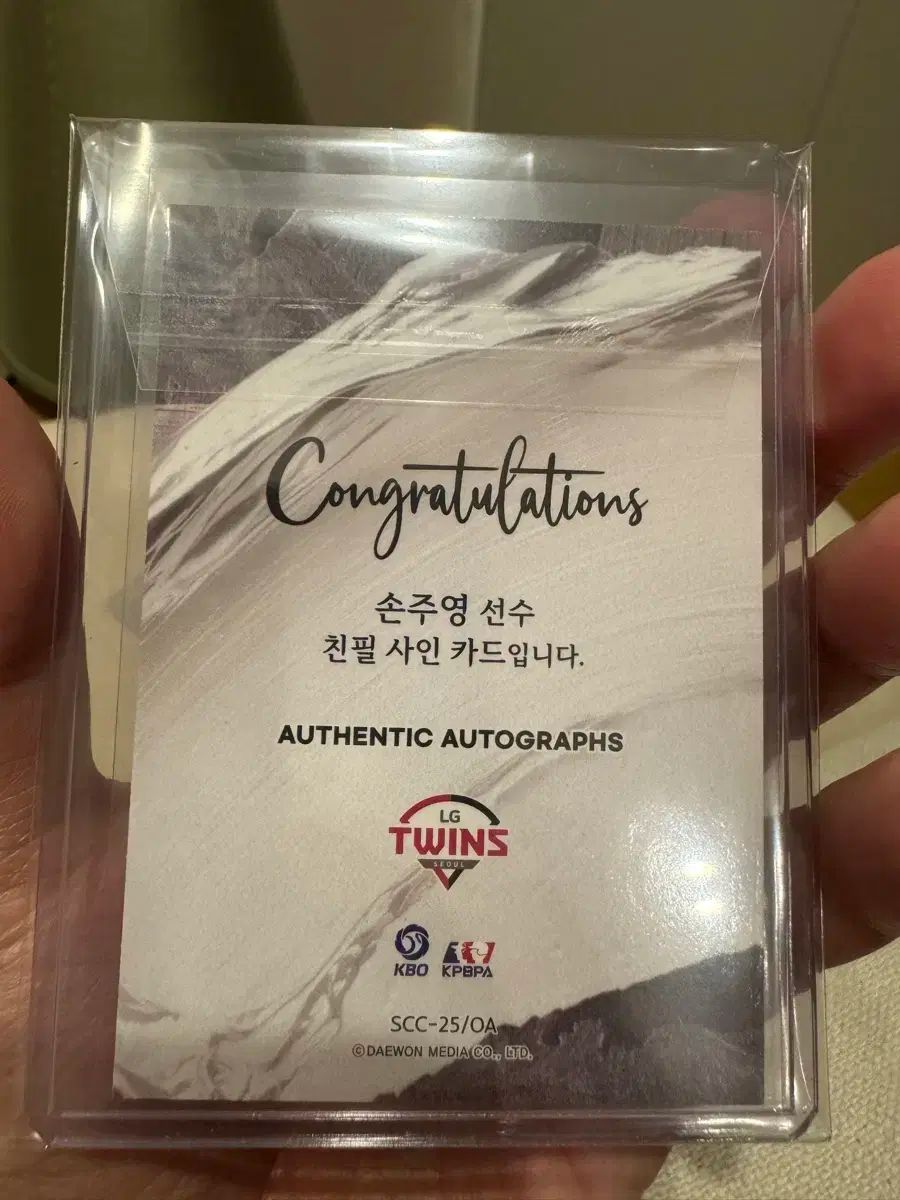 Congratulations
손주영 선수
친필 사인 카드입니다.
AUTHENTIC AUTOGRAPHS
LG
TWINS
SEOUL
KBO KPBPA
SCC-25/OA
©DAEWON MEDIA CO., LTD.